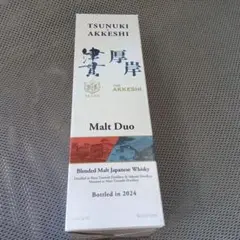 TSUNUKI
AKKESHI
津貫
厚岸
THE
AKKESHI
Malt Duo
Blended Malt Japanese Whisky
Bottled in 2024